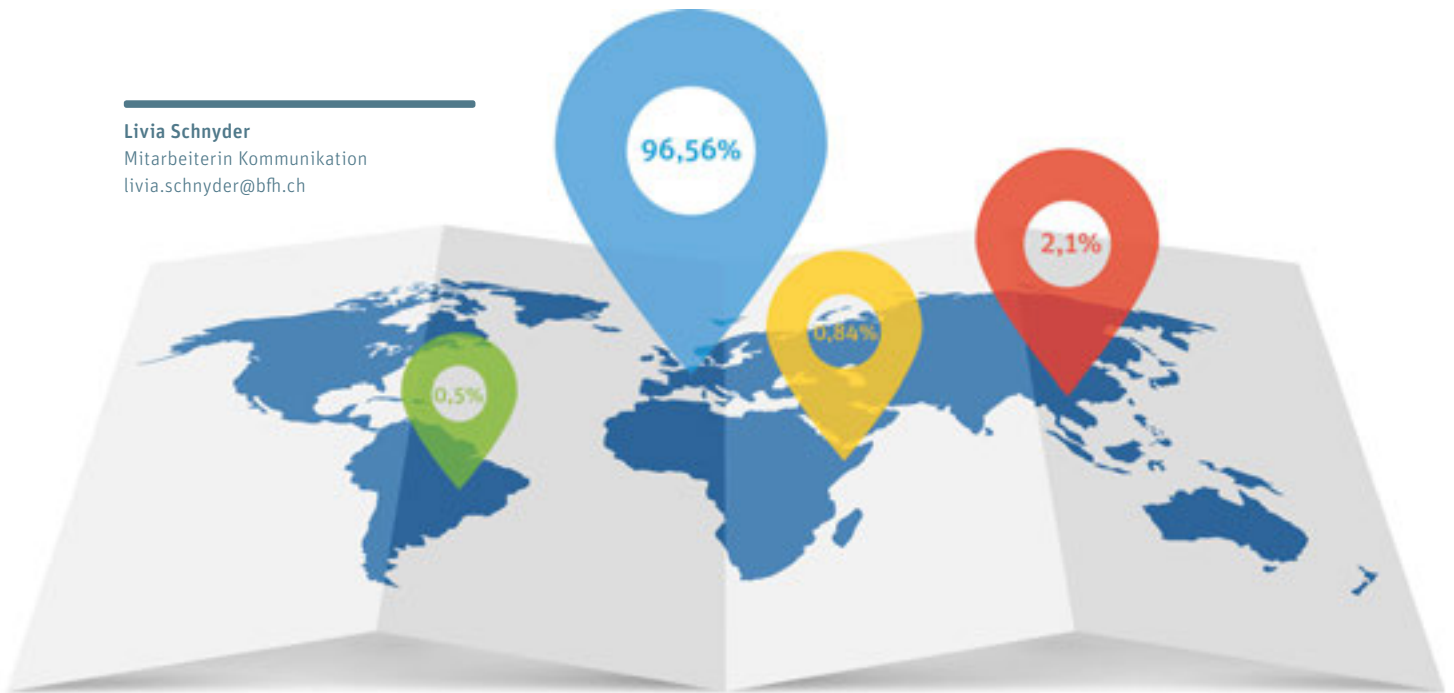 Livia Schnyder
Mitarbeiterin Kommunikation
livia.schnyder@bfh.ch
96,56%
2,1%
0,84%
0,5%